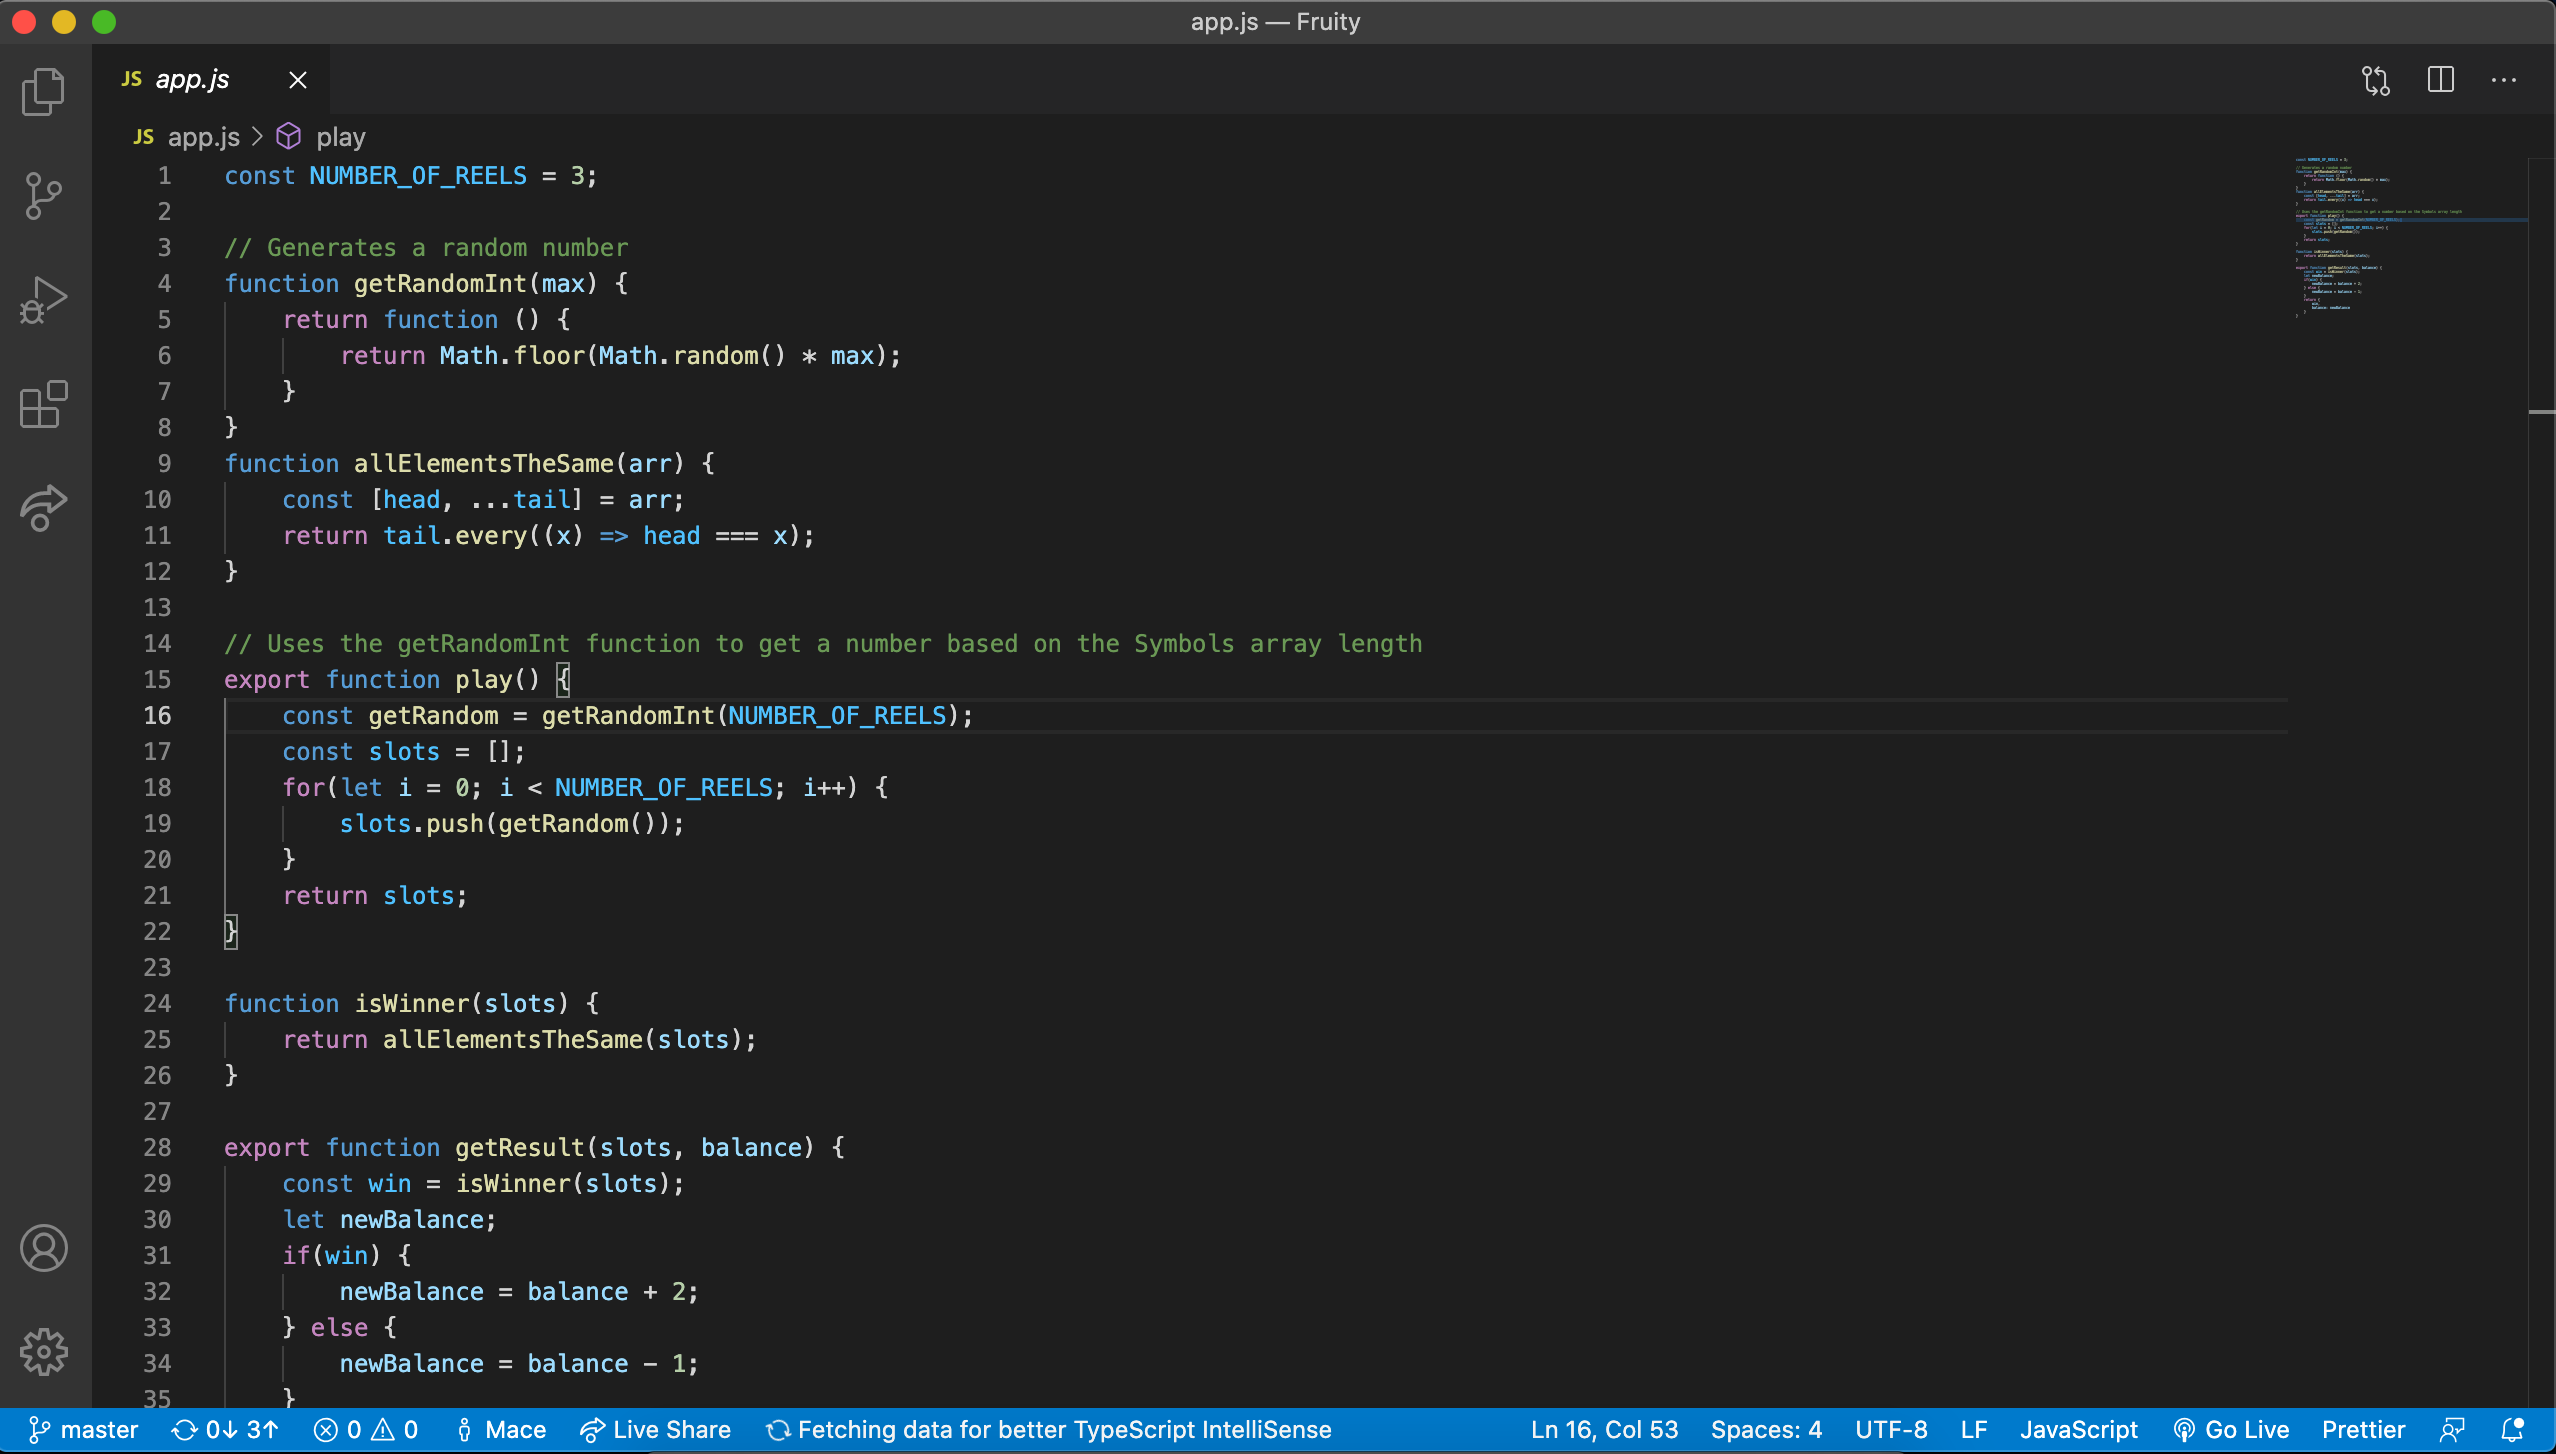 app.js — Fruity
JS app.js
JS app.js > play
1 const NUMBER_OF_REELS = 3;
2
3 // Generates a random number
4 function getRandomInt(max) {
5     return function () {
6         return Math.floor(Math.random() * max);
7     }
8 }
9 function allElementsTheSame(arr) {
10     const [head, ...tail] = arr;
11     return tail.every((x) => head === x);
12 }
13
14 // Uses the getRandomInt function to get a number based on the Symbols array length
15 export function play() {
16     const getRandom = getRandomInt(NUMBER_OF_REELS);
17     const slots = [];
18     for(let i = 0; i < NUMBER_OF_REELS; i++) {
19         slots.push(getRandom());
20     }
21     return slots;
22 }
23
24 function isWinner(slots) {
25     return allElementsTheSame(slots);
26 }
27
28 export function getResult(slots, balance) {
29     const win = isWinner(slots);
30     let newBalance;
31     if(win) {
32         newBalance = balance + 2;
33     } else {
34         newBalance = balance - 1;
35     }
master 0↓ 3↑ 0 0 Mace Live Share Fetching data for better TypeScript IntelliSense Ln 16, Col 53 Spaces: 4 UTF-8 LF JavaScript Go Live Prettier